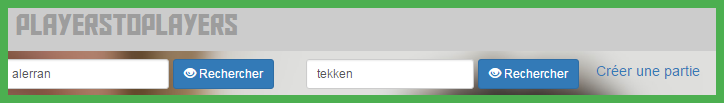 PLAYERSTOPLAYERS
alerran Rechercher tekken Rechercher Créer une partie